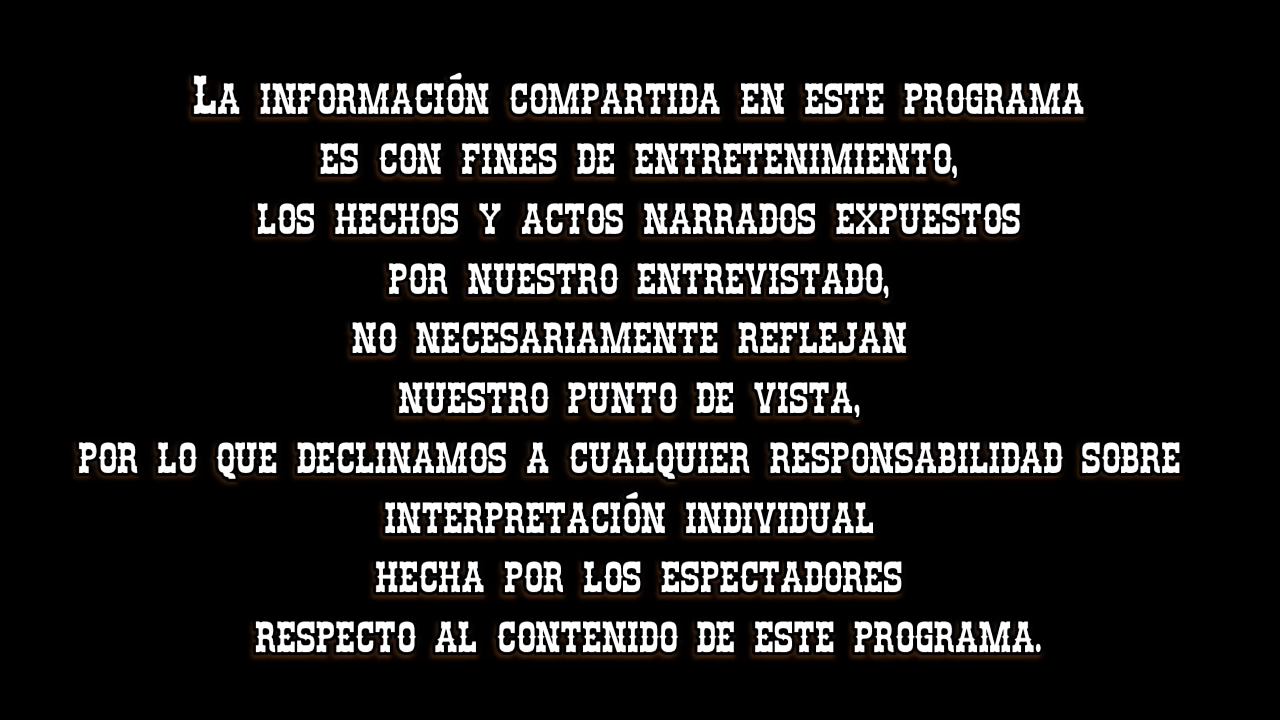 La información compartida en este programa
es con fines de entretenimiento,
los hechos y actos narrados expuestos
por nuestro entrevistado,
no necesariamente reflejan
nuestro punto de vista,
por lo que declinamos a cualquier responsabilidad sobre
interpretación individual
hecha por los espectadores
respecto al contenido de este programa.